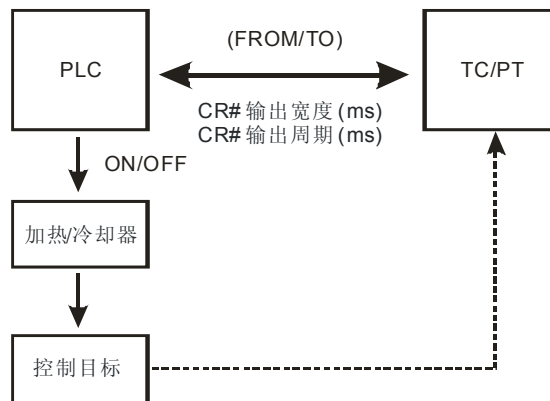 (FROM/TO)
PLC
TC/PT
CR# 输出宽度 (ms)
CR# 输出周期 (ms)
ON/OFF
加热/冷却器
控制目标